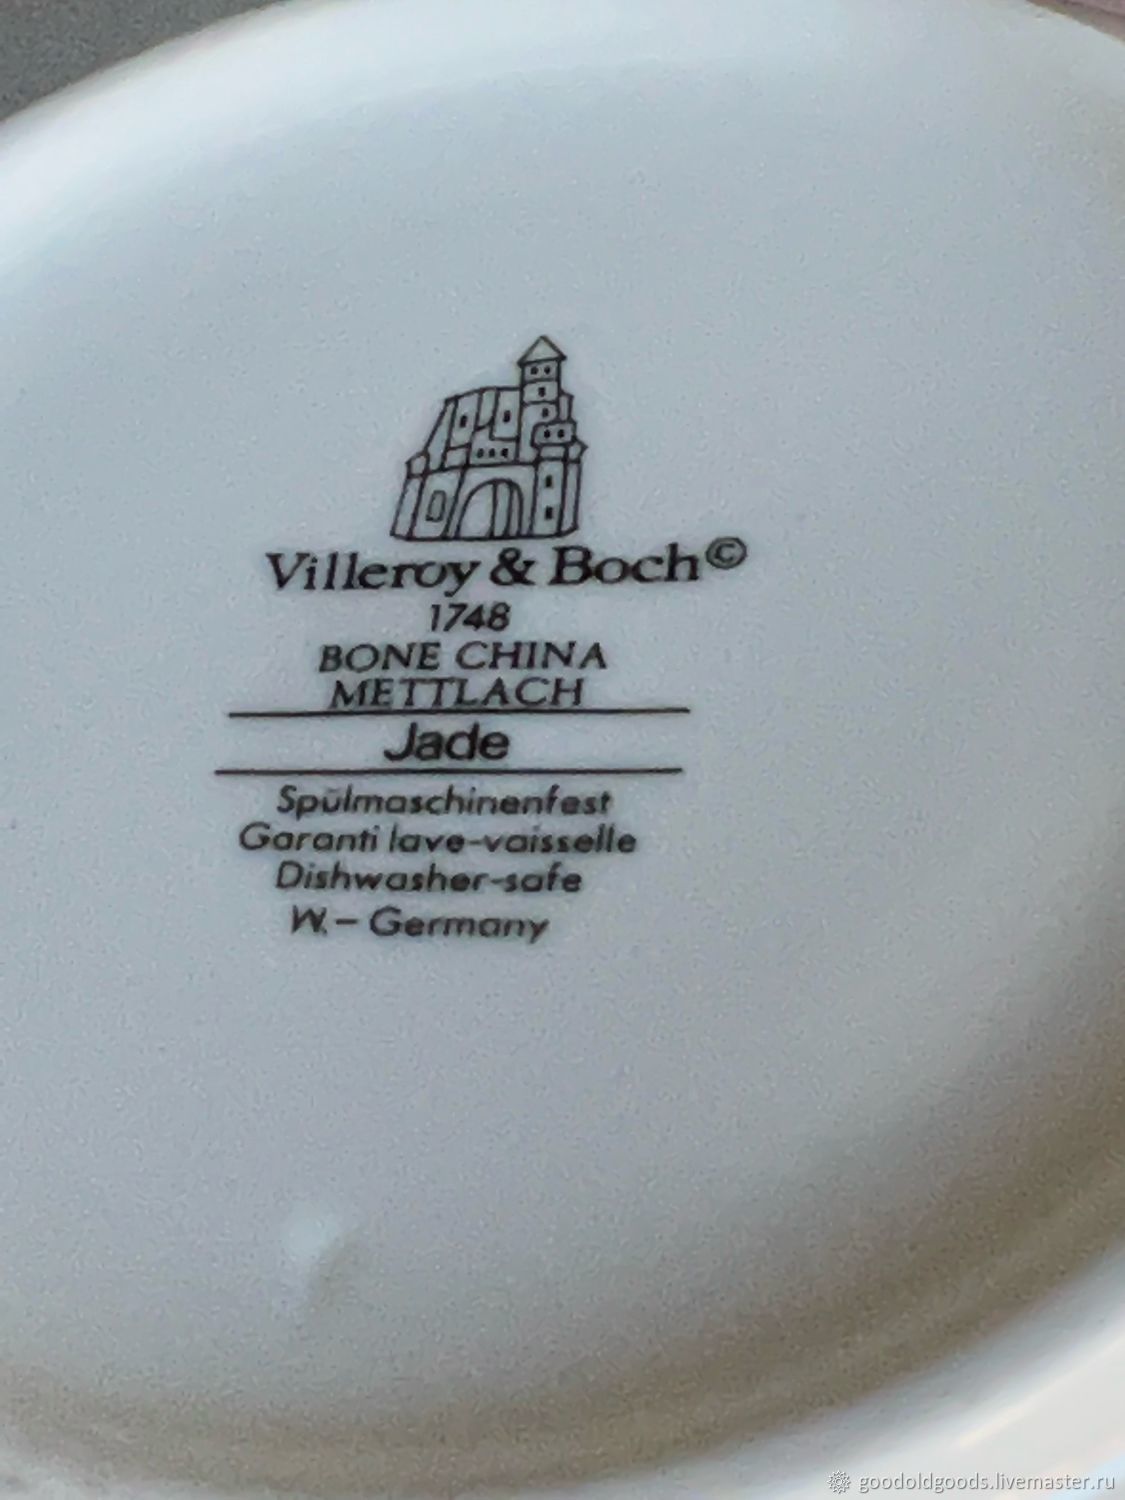 Villeroy & Boch©
1748
BONE CHINA
METTLACH
Jade
Spülmaschinenfest
Garanti lave-vaisselle
Dishwasher-safe
W.– Germany
goodoldgoods.livemaster.ru